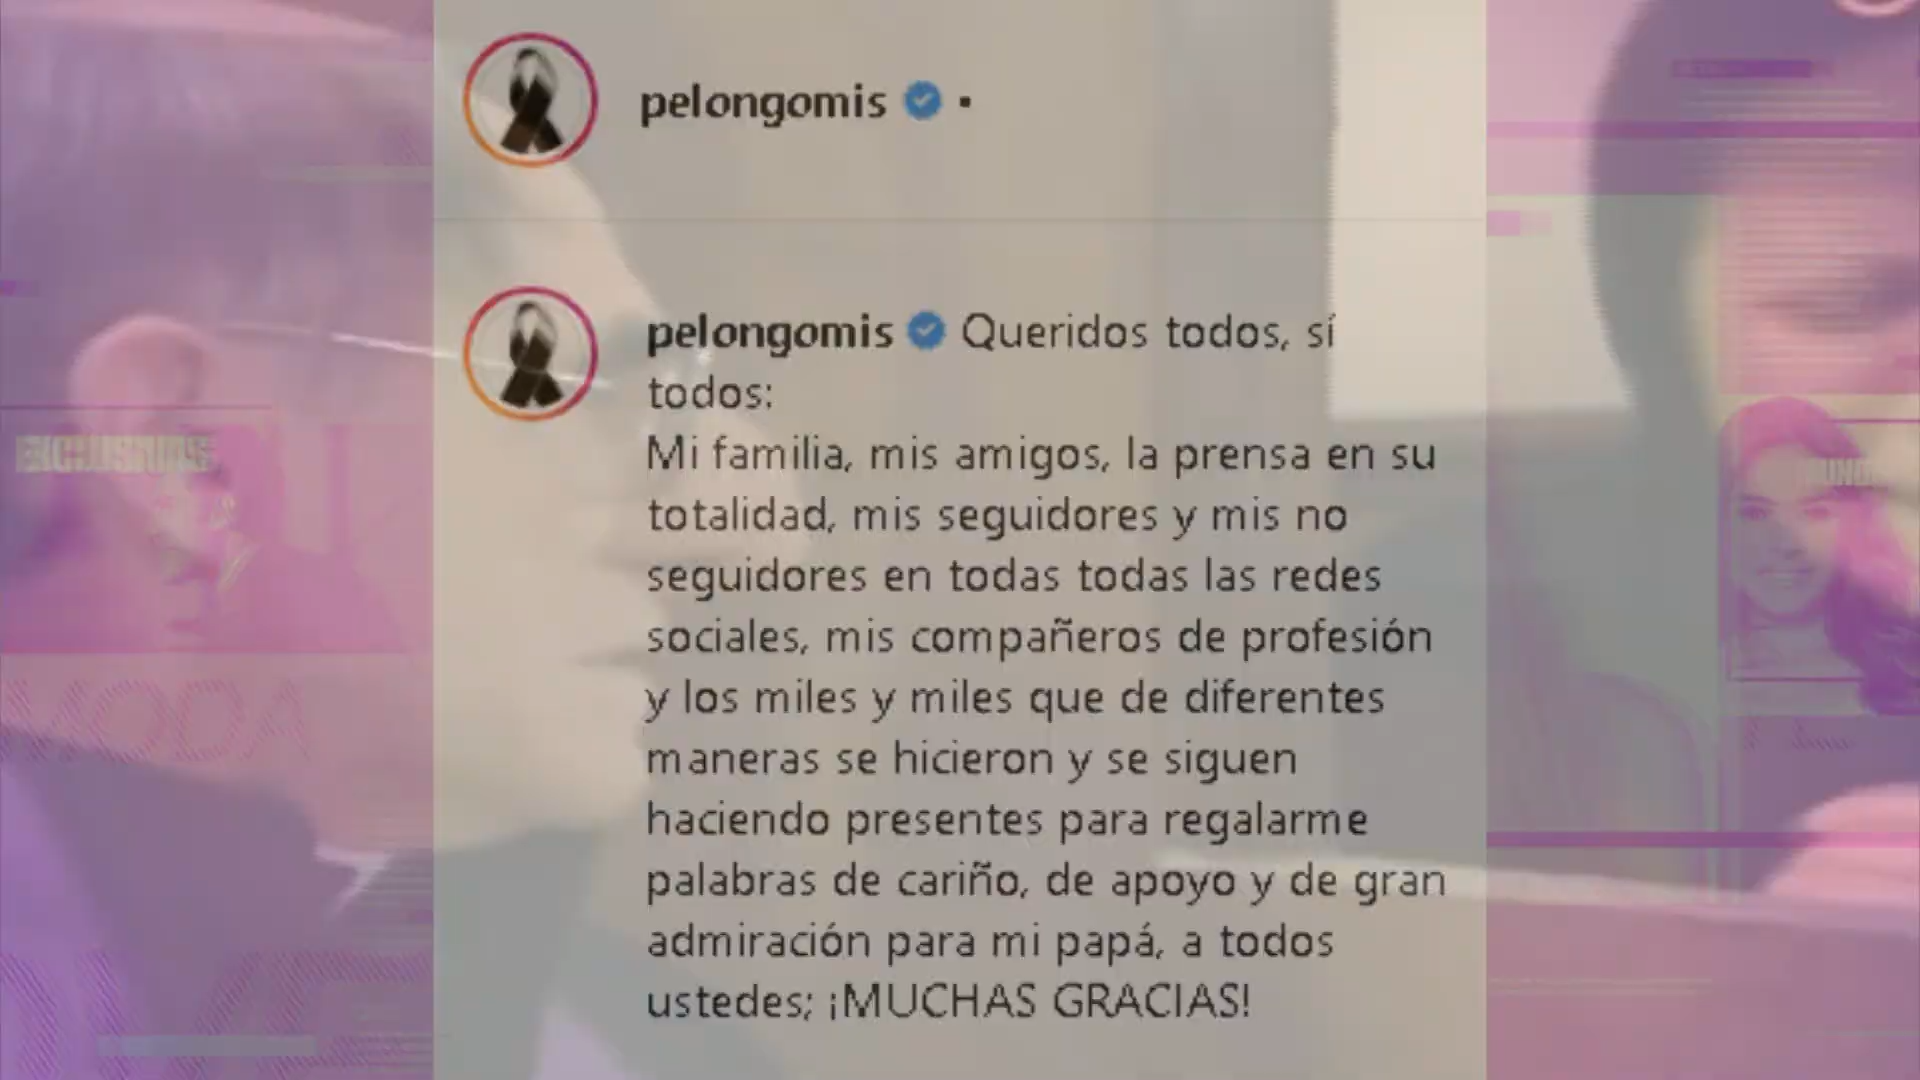 pelongomis •
pelongomis Queridos todos, sí
todos:
Mi familia, mis amigos, la prensa en su
totalidad, mis seguidores y mis no
seguidores en todas todas las redes
sociales, mis compañeros de profesión
y los miles y miles que de diferentes
maneras se hicieron y se siguen
haciendo presentes para regalarme
palabras de cariño, de apoyo y de gran
admiración para mi papá, a todos
ustedes; ¡MUCHAS GRACIAS!
MODA